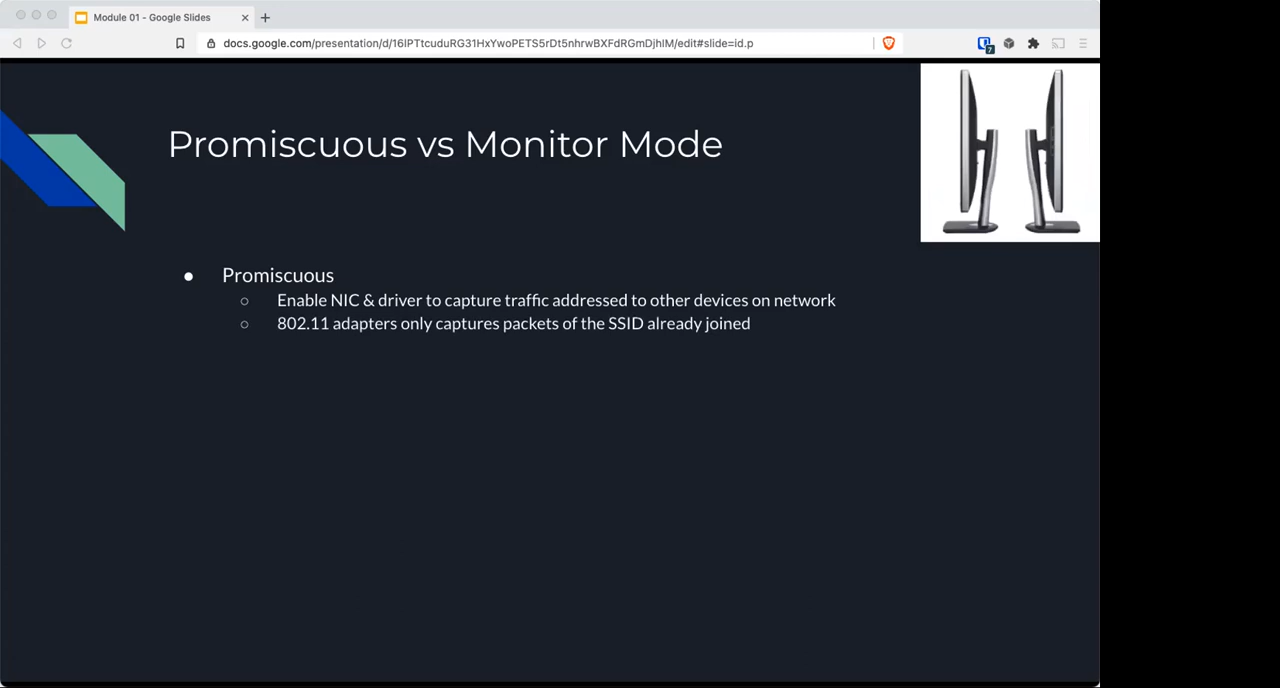 Module 01 - Google Slides
docs.google.com/presentation/d/16lPTtcuduRG31HxYwoPETS5rDt5nhrwBXFdRGmDjhIM/edit#slide=id.p
7
Promiscuous vs Monitor Mode
Promiscuous
Enable NIC & driver to capture traffic addressed to other devices on network
802.11 adapters only captures packets of the SSID already joined